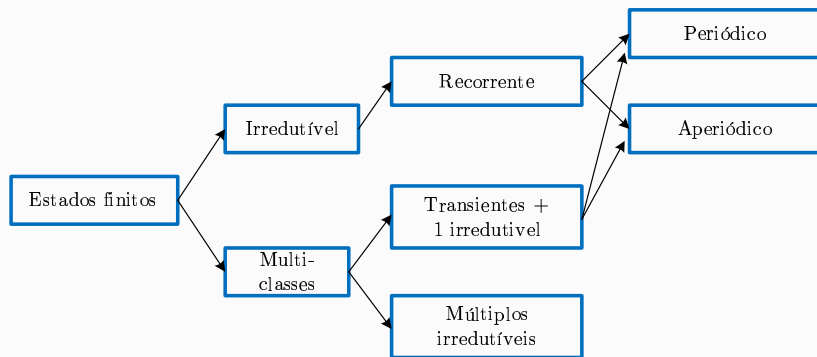 Periódico
Recorrente
Irredutível
Aperiódico
Estados finitos
Transientes +
1 irredutivel
Multi-
classes
Múltiplos
irredutíveis